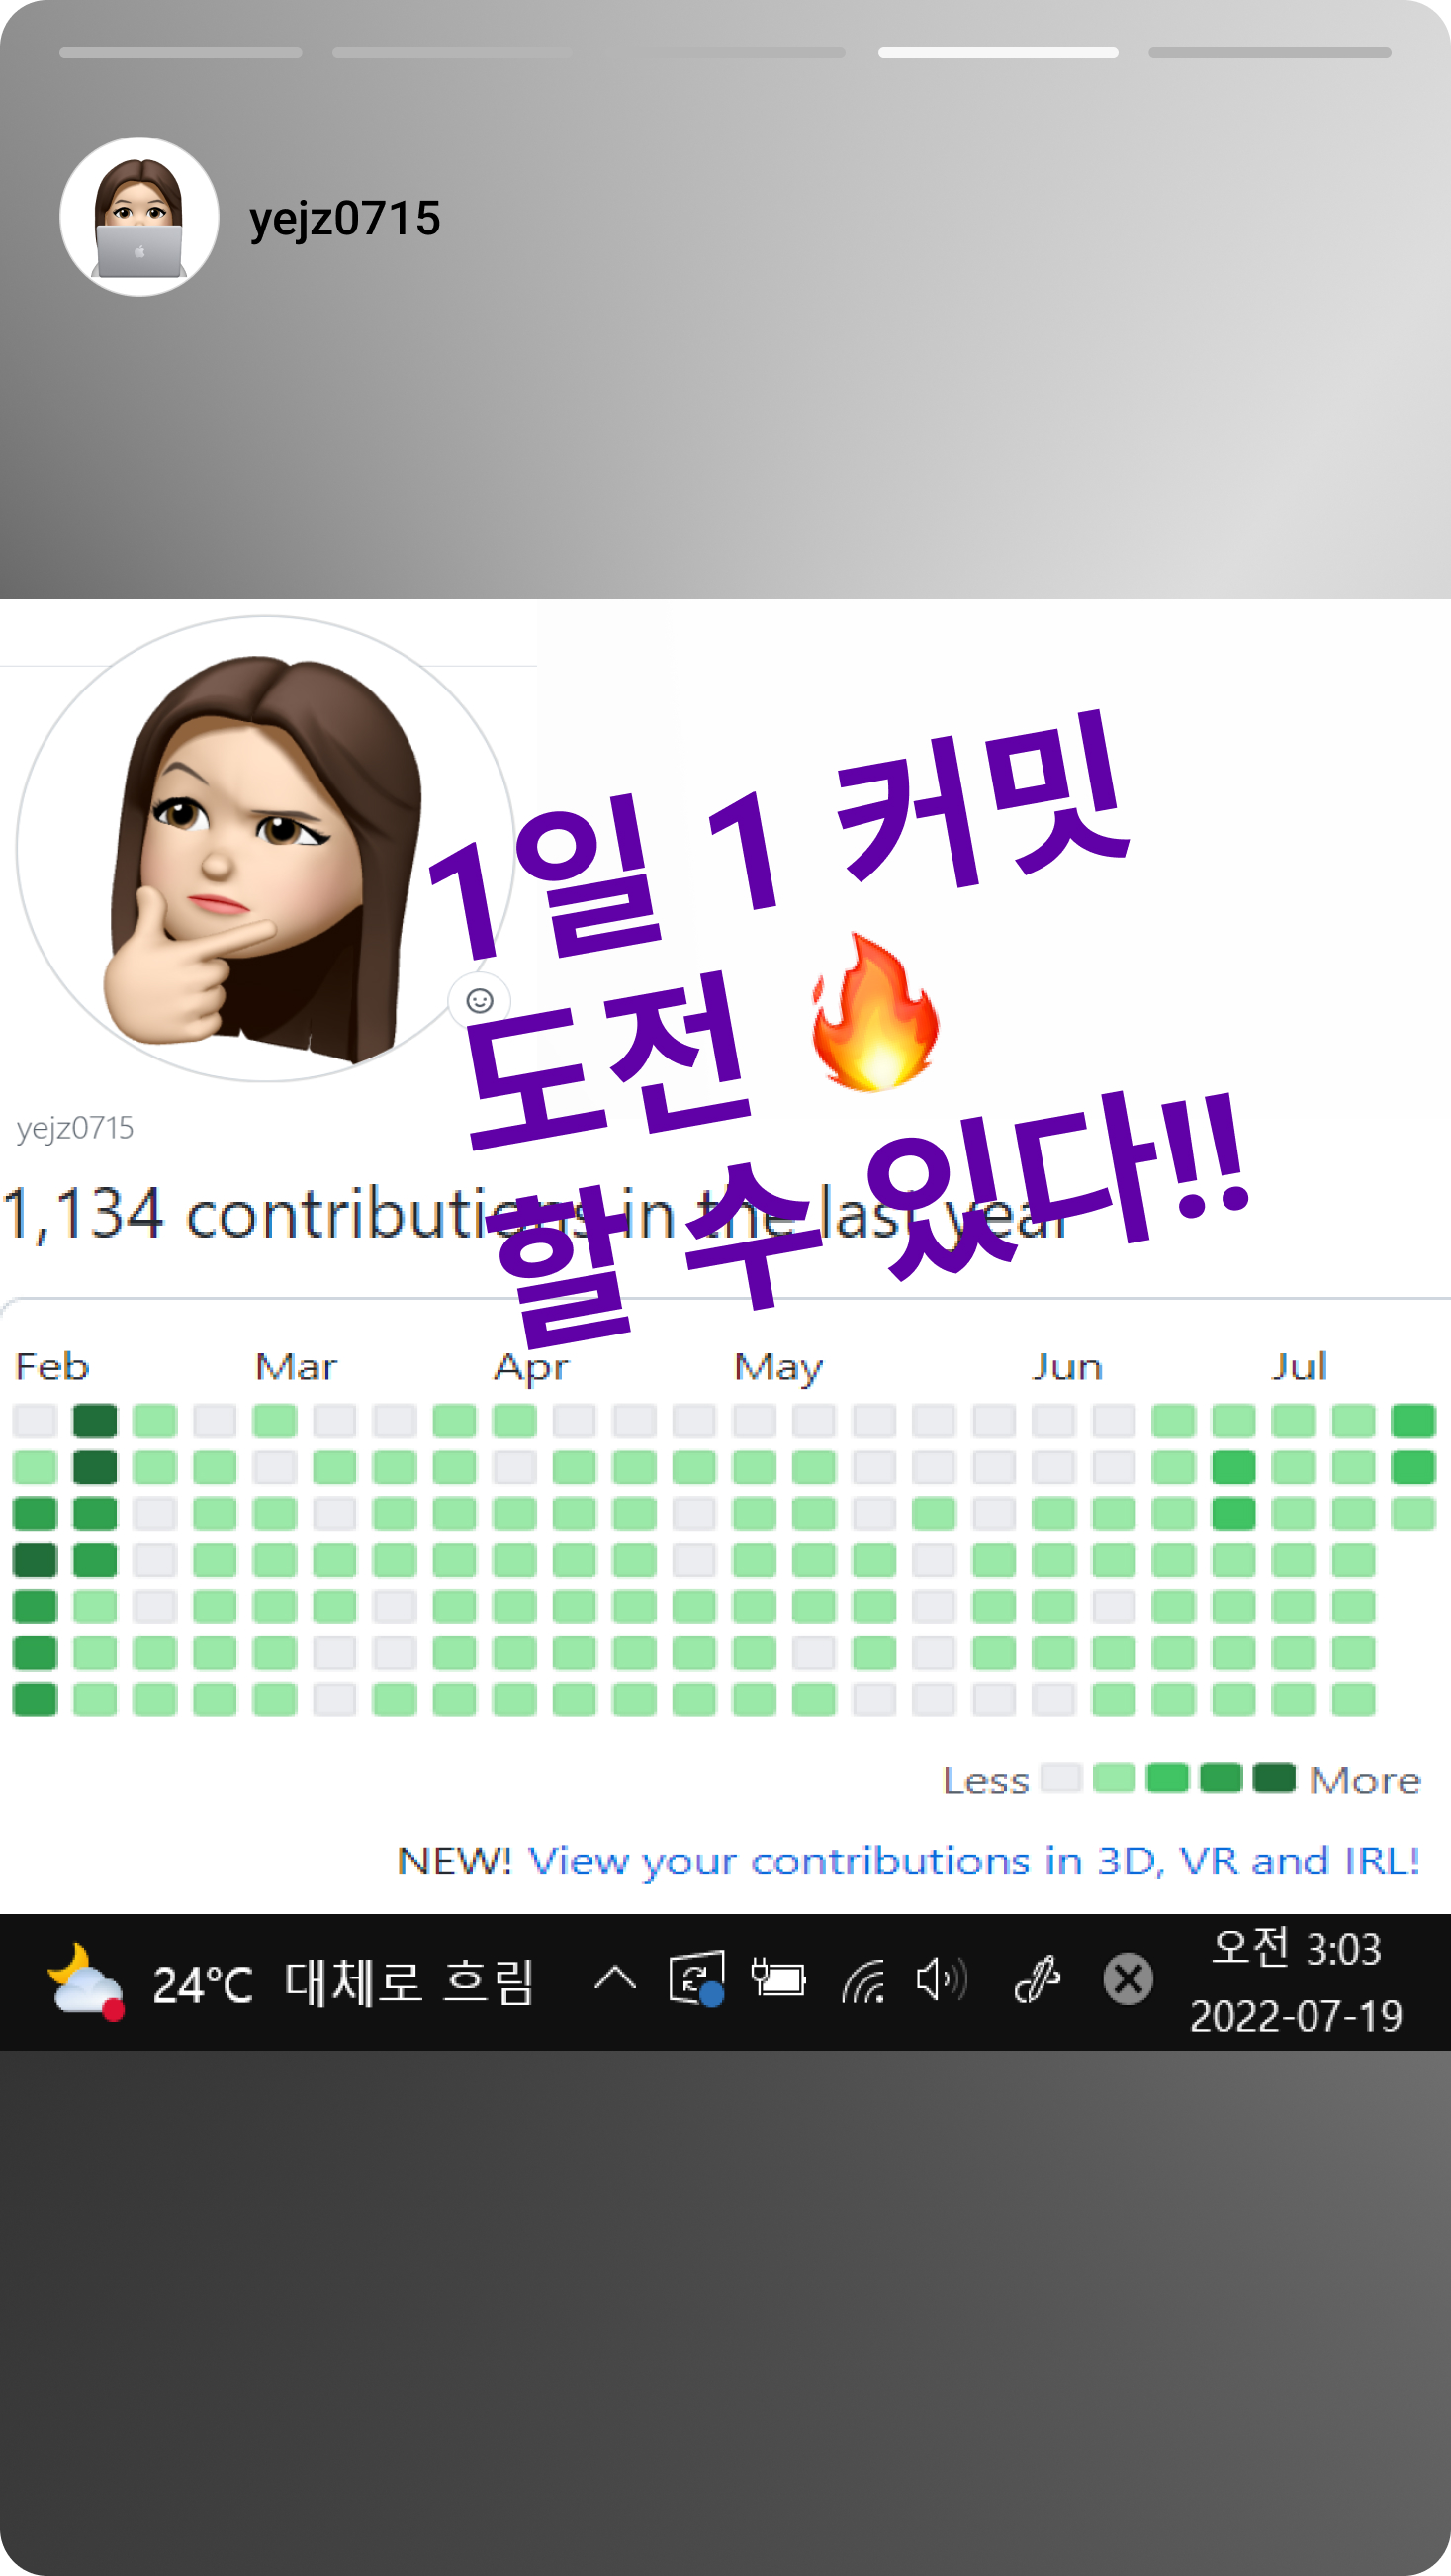 yejz0715
1일 1 커밋
도전 🔥
할 수 있다!!
yejz0715
1,134 contributions in the last year
Feb Mar Apr May Jun Jul
Less More
NEW! View your contributions in 3D, VR and IRL!
24°C 대체로 흐림
오전 3:03
2022-07-19